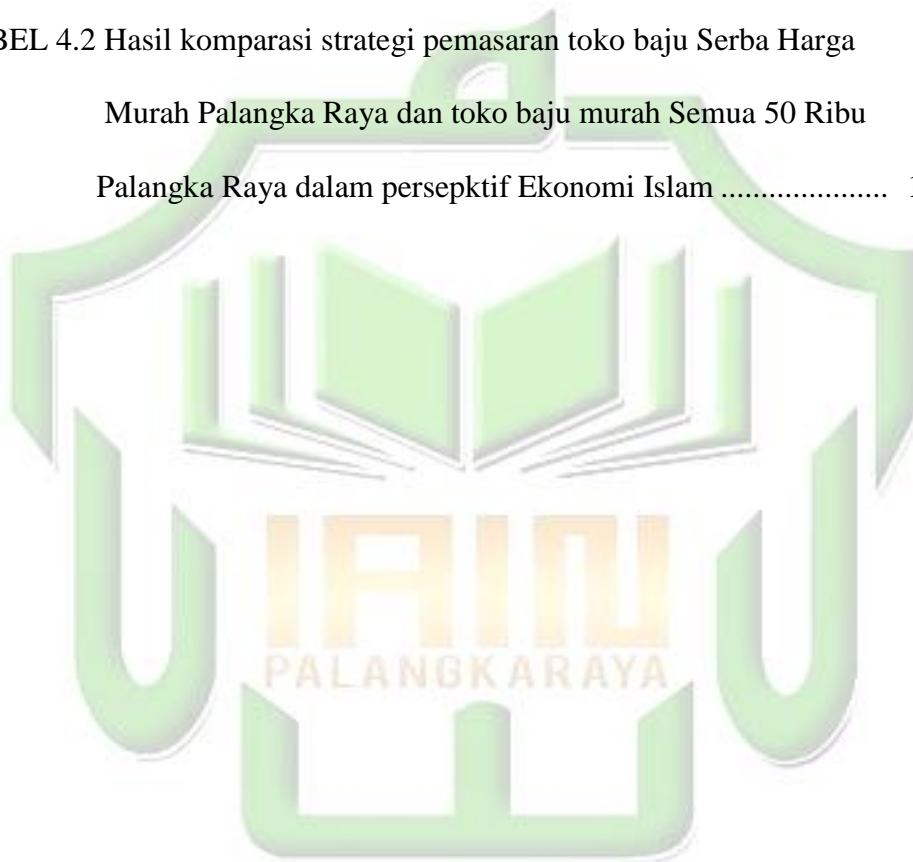 BEL 4.2 Hasil komparasi strategi pemasaran toko baju Serba Harga
Murah Palangka Raya dan toko baju murah Semua 50 Ribu
Palangka Raya dalam persepktif Ekonomi Islam .....................
IAIN
PALANGKARAYA